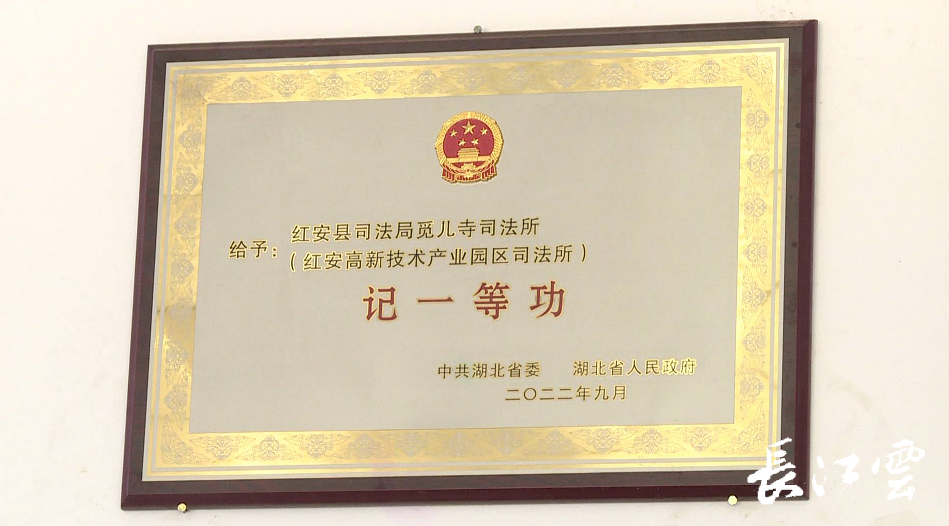 给予：
红安县司法局觅儿寺司法所
（红安高新技术产业园区司法所）
记一等功
中共湖北省委 湖北省人民政府
二〇二二年九月
長江雲